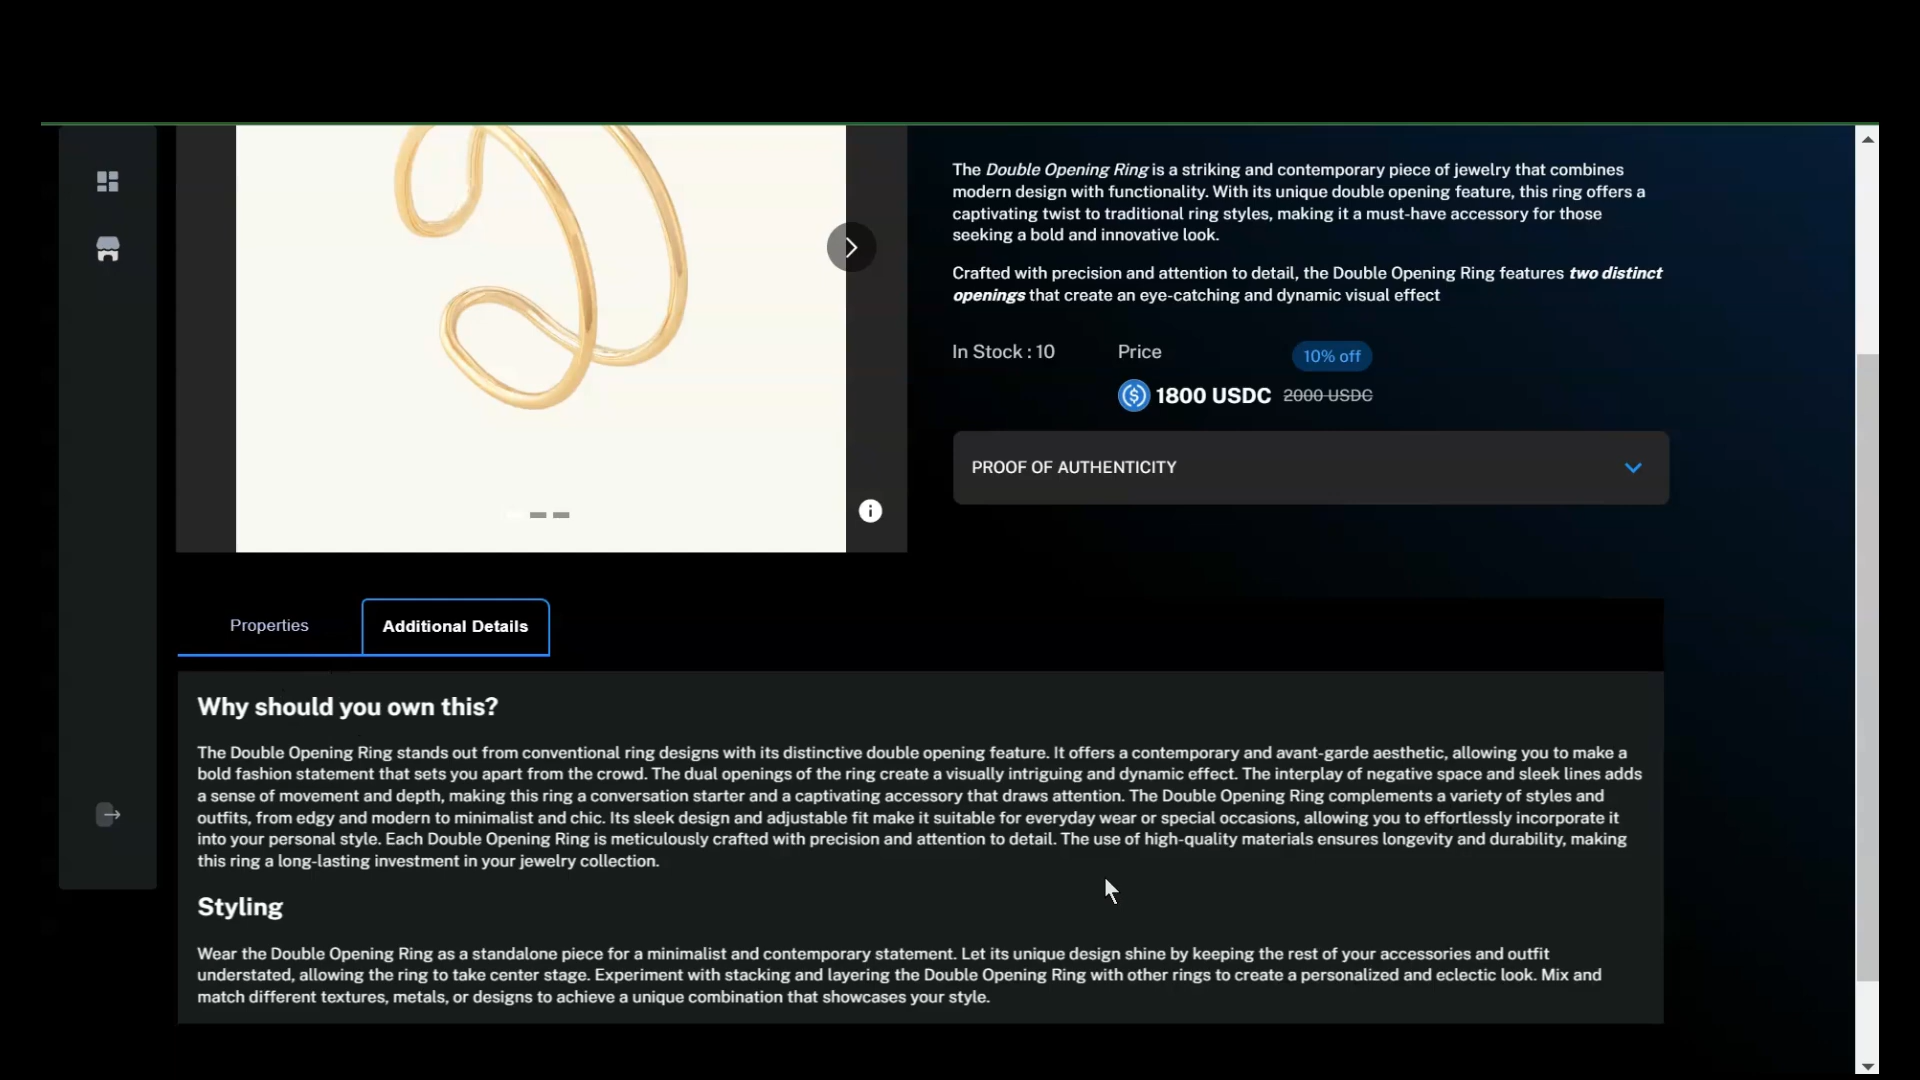 The Double Opening Ring is a striking and contemporary piece of jewelry that combines
modern design with functionality. With its unique double opening feature, this ring offers a
captivating twist to traditional ring styles, making it a must-have accessory for those
seeking a bold and innovative look.
Crafted with precision and attention to detail, the Double Opening Ring features two distinct
openings that create an eye-catching and dynamic visual effect
In Stock : 10
Price
10% off
1800 USDC 2000 USDC
PROOF OF AUTHENTICITY
Properties
Additional Details
Why should you own this?
The Double Opening Ring stands out from conventional ring designs with its distinctive double opening feature. It offers a contemporary and avant-garde aesthetic, allowing you to make a
bold fashion statement that sets you apart from the crowd. The dual openings of the ring create a visually intriguing and dynamic effect. The interplay of negative space and sleek lines adds
a sense of movement and depth, making this ring a conversation starter and a captivating accessory that draws attention. The Double Opening Ring complements a variety of styles and
outfits, from edgy and modern to minimalist and chic. Its sleek design and adjustable fit make it suitable for everyday wear or special occasions, allowing you to effortlessly incorporate it
into your personal style. Each Double Opening Ring is meticulously crafted with precision and attention to detail. The use of high-quality materials ensures longevity and durability, making
this ring a long-lasting investment in your jewelry collection.
Styling
Wear the Double Opening Ring as a standalone piece for a minimalist and contemporary statement. Let its unique design shine by keeping the rest of your accessories and outfit
understated, allowing the ring to take center stage. Experiment with stacking and layering the Double Opening Ring with other rings to create a personalized and eclectic look. Mix and
match different textures, metals, or designs to achieve a unique combination that showcases your style.